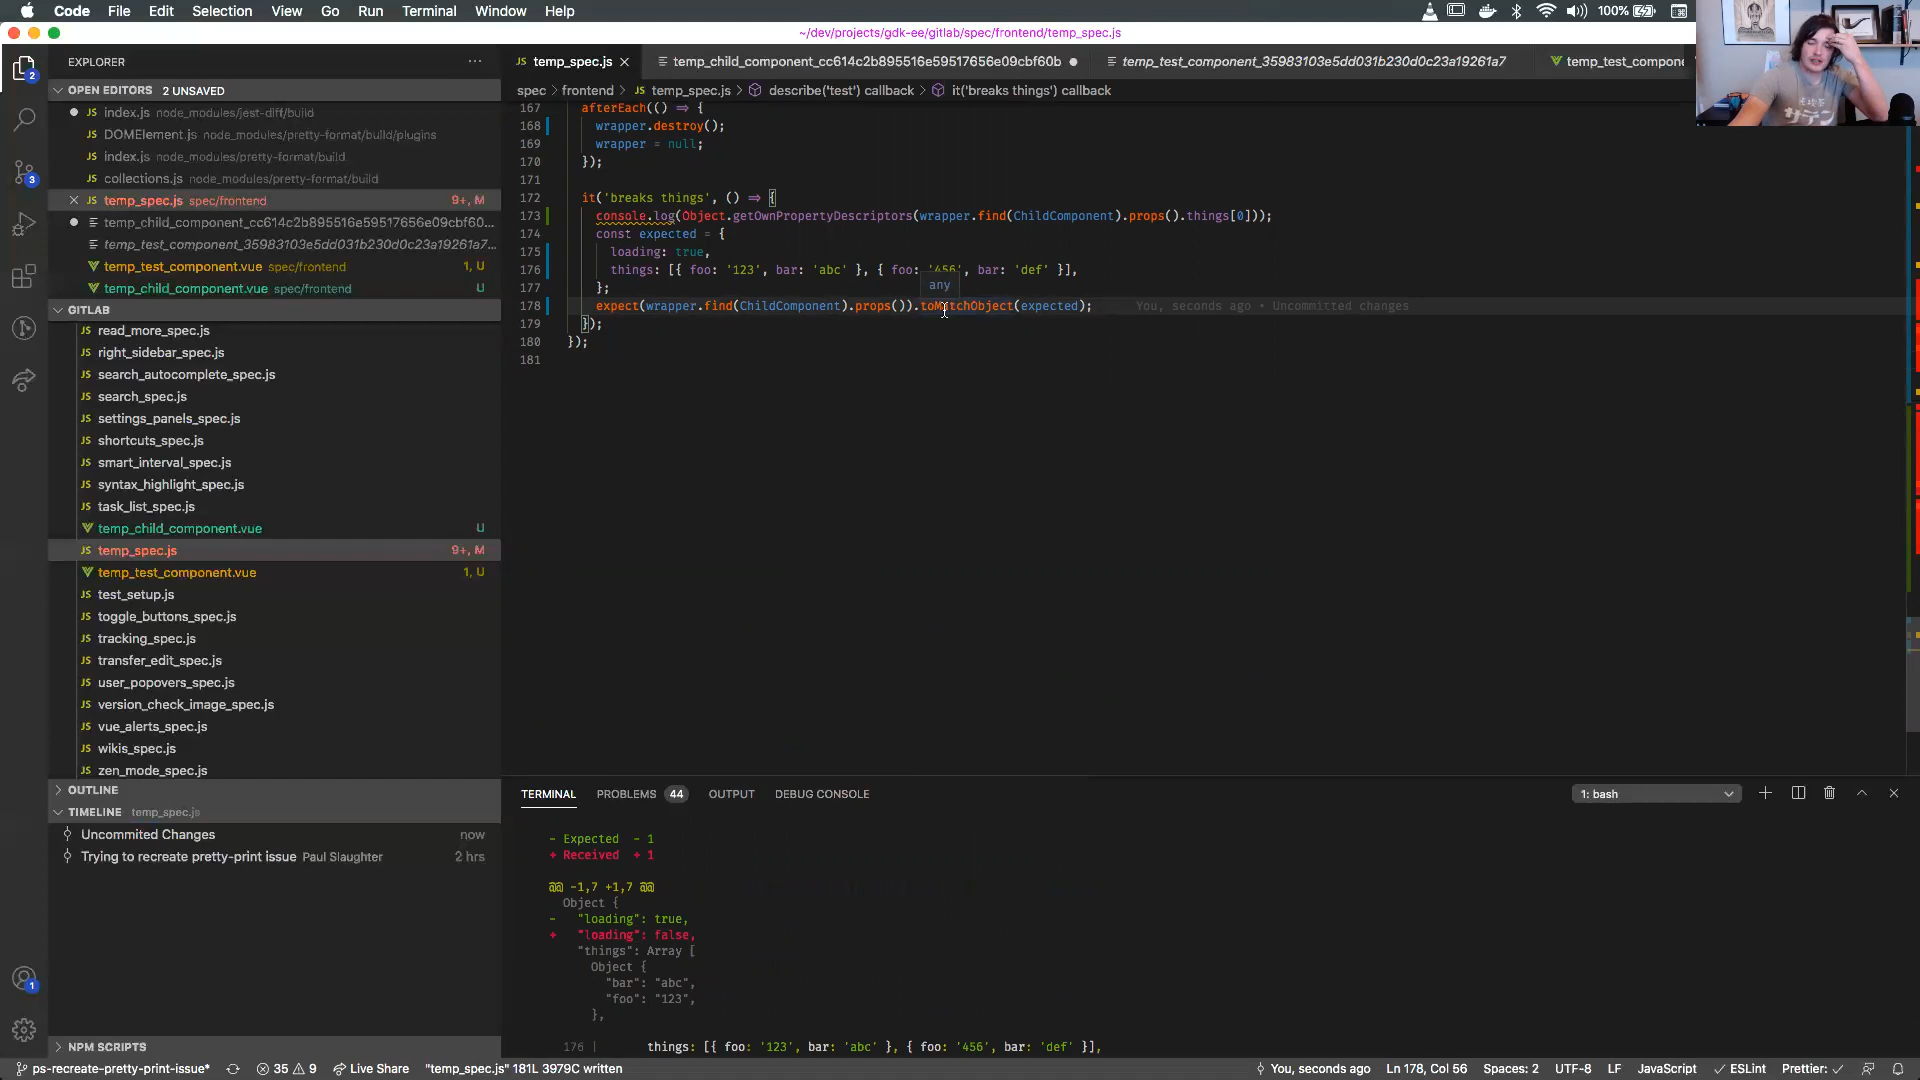 Code File Edit Selection View Go Run Terminal Window Help 100%
~/dev/projects/gdk-ee/gitlab/spec/frontend/temp_spec.js
EXPLORER
temp_spec.js temp_child_component_cc614c2b895516e59517656e09cbf60b temp_test_component_35983103e5dd031b230d0c23a19261a7 temp_test_compone
OPEN EDITORS 2 UNSAVED
spec frontend temp_spec.js describe('test') callback it('breaks things') callback
index.js node_modules/jest-diff/build
DOMElement.js node_modules/pretty-format/build/plugins
index.js node_modules/pretty-format/build
collections.js node_modules/pretty-format/build
temp_spec.js spec/frontend 9+, M
temp_child_component_cc614c2b895516e59517656e09cbf60...
temp_test_component_35983103e5dd031b230d0c23a19261a7...
temp_test_component.vue spec/frontend 1, U
temp_child_component.vue spec/frontend U
GITLAB
read_more_spec.js
right_sidebar_spec.js
search_autocomplete_spec.js
search_spec.js
settings_panels_spec.js
shortcuts_spec.js
smart_interval_spec.js
syntax_highlight_spec.js
task_list_spec.js
temp_child_component.vue U
temp_spec.js 9+, M
temp_test_component.vue 1, U
test_setup.js
toggle_buttons_spec.js
tracking_spec.js
transfer_edit_spec.js
user_popovers_spec.js
version_check_image_spec.js
vue_alerts_spec.js
wikis_spec.js
zen_mode_spec.js
OUTLINE
TIMELINE temp_spec.js
Uncommited Changes now
Trying to recreate pretty-print issue Paul Slaughter 2 hrs
NPM SCRIPTS
167 afterEach(() => {
168 wrapper.destroy();
169 wrapper = null;
170 });
171
172 it('breaks things', () => {
173 console.log(Object.getOwnPropertyDescriptors(wrapper.find(ChildComponent).props().things[0]));
174 const expected = {
175 loading: true,
176 things: [{ foo: '123', bar: 'abc' }, { foo: '456', bar: 'def' }],
any
177 };
178 expect(wrapper.find(ChildComponent).props()).toMatchObject(expected); You, seconds ago • Uncommitted changes
179 });
180 });
181
TERMINAL PROBLEMS 44 OUTPUT DEBUG CONSOLE 1: bash
- Expected - 1
+ Received + 1
@@ -1,7 +1,7 @@
Object {
- "loading": true,
+ "loading": false,
"things": Array [
Object {
"bar": "abc",
"foo": "123",
},
176 | things: [{ foo: '123', bar: 'abc' }, { foo: '456', bar: 'def' }],
ps-recreate-pretty-print-issue* 35 9 Live Share "temp_spec.js" 181L 3979C written You, seconds ago Ln 178, Col 56 Spaces: 2 UTF-8 LF JavaScript ESLint Prettier: